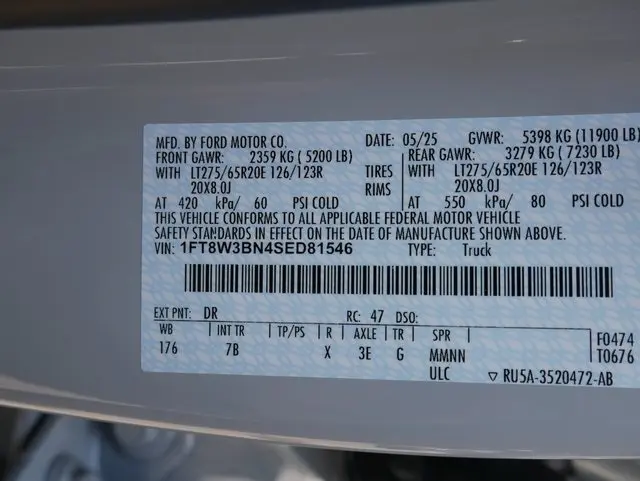 MFD. BY FORD MOTOR CO. DATE: 05/25 GVWR: 5398 KG (11900 LB)
FRONT GAWR: 2359 KG (5200 LB) REAR GAWR: 3279 KG (7230 LB)
WITH LT275/65R20E 126/123R TIRES WITH LT275/65R20E 126/123R
20X8.0J RIMS 20X8.0J
AT 420 kPa/ 60 PSI COLD AT 550 kPa/ 80 PSI COLD
THIS VEHICLE CONFORMS TO ALL APPLICABLE FEDERAL MOTOR VEHICLE
SAFETY STANDARDS IN EFFECT ON THE DATE OF MANUFACTURE SHOWN ABOVE.
VIN: 1FT8W3BN4SED81546 TYPE: Truck
EXT PNT: DR RC: 47 DSO:
WB INT TR TP/PS R AXLE TR SPR F0474
176 7B X 3E G MMNN T0676
ULC ▽ RU5A-3520472-AB